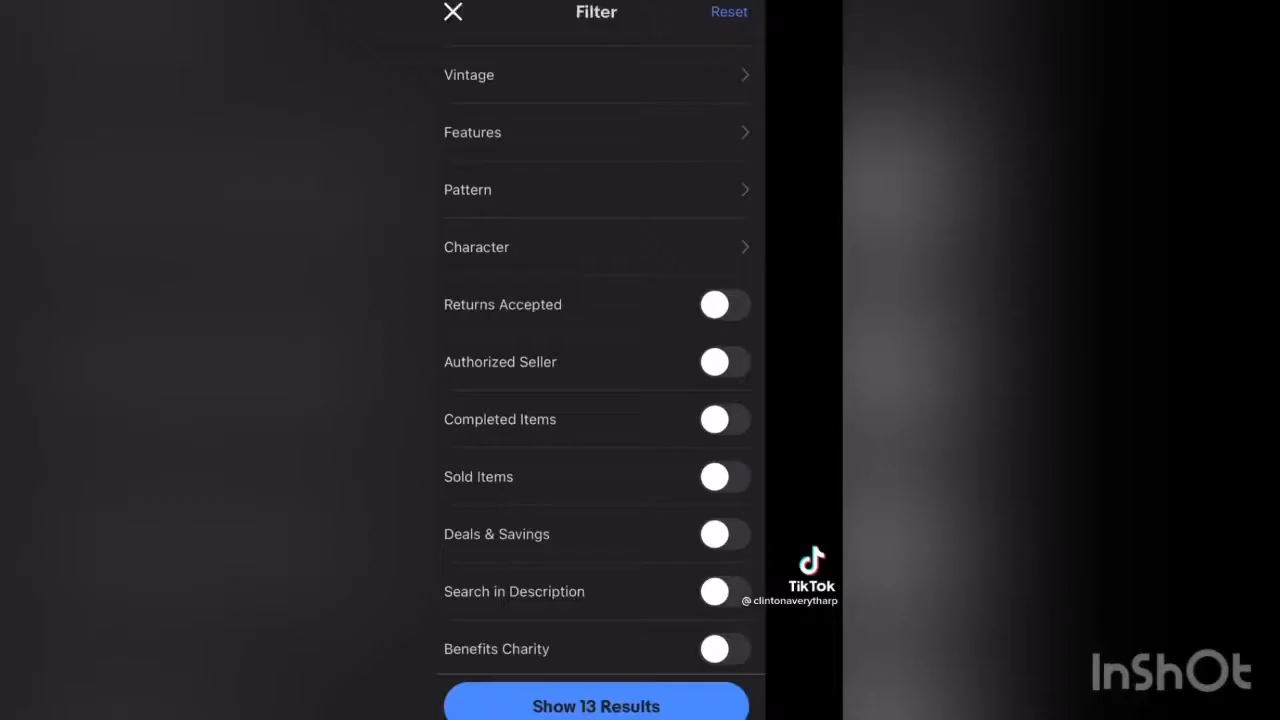 Filter
Reset
Vintage
Features
Pattern
Character
Returns Accepted
Authorized Seller
Completed Items
Sold Items
Deals & Savings
Search in Description
Benefits Charity
Show 13 Results
TikTok
@clintonaverytharp
InShOt